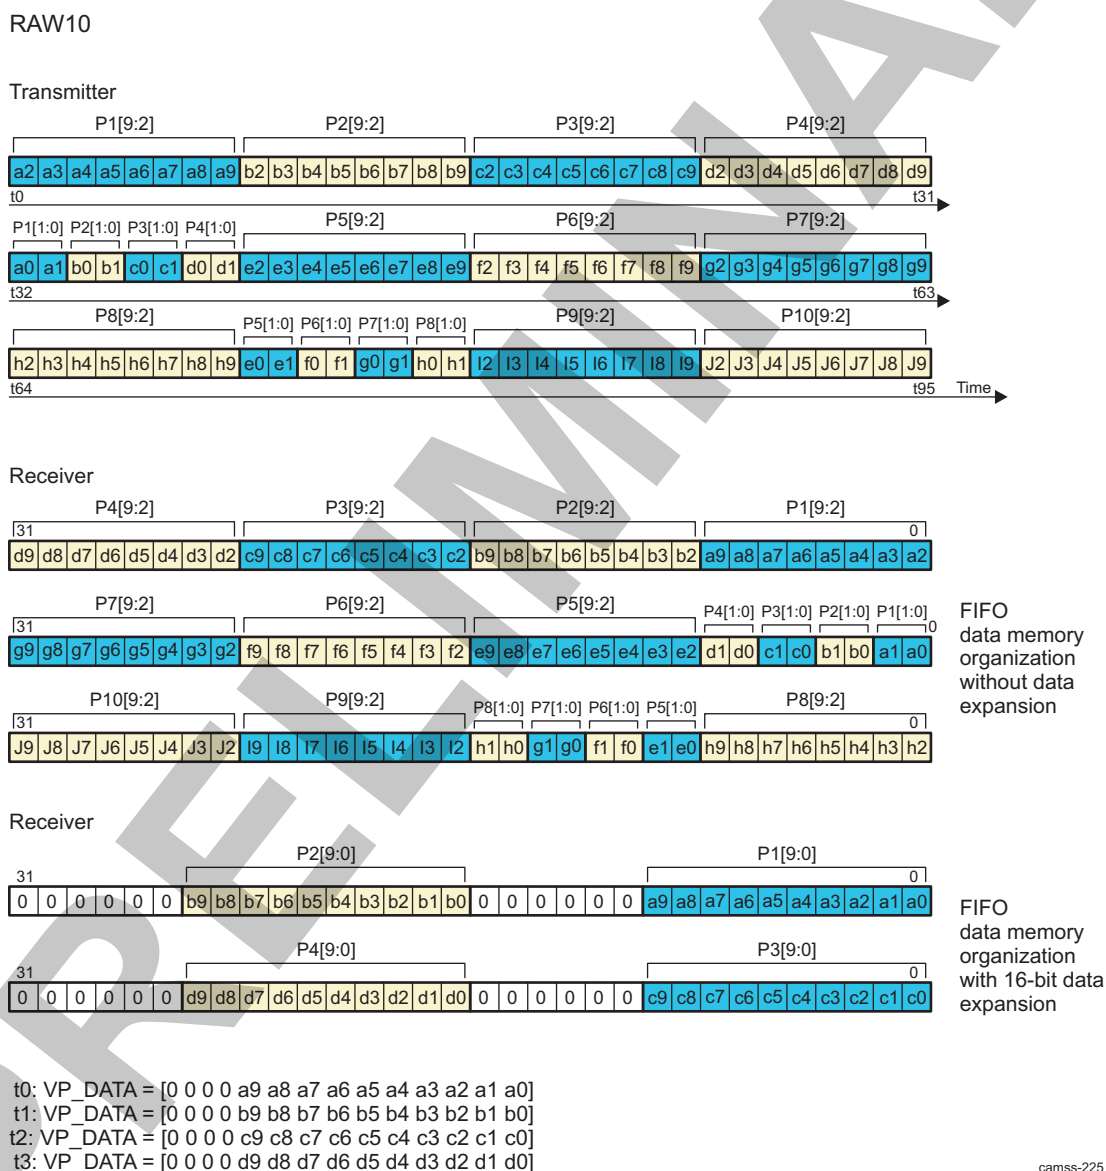 RAW10
Transmitter
P1[9:2] P2[9:2] P3[9:2] P4[9:2]
a2 a3 a4 a5 a6 a7 a8 a9 b2 b3 b4 b5 b6 b7 b8 b9 c2 c3 c4 c5 c6 c7 c8 c9 d2 d3 d4 d5 d6 d7 d8 d9
t0 t31
P1[1:0] P2[1:0] P3[1:0] P4[1:0] P5[9:2] P6[9:2] P7[9:2]
a0 a1 b0 b1 c0 c1 d0 d1 e2 e3 e4 e5 e6 e7 e8 e9 f2 f3 f4 f5 f6 f7 f8 f9 g2 g3 g4 g5 g6 g7 g8 g9
t32 t63
P8[9:2] P5[1:0] P6[1:0] P7[1:0] P8[1:0] P9[9:2] P10[9:2]
h2 h3 h4 h5 h6 h7 h8 h9 e0 e1 f0 f1 g0 g1 h0 h1 I2 I3 I4 I5 I6 I7 I8 I9 J2 J3 J4 J5 J6 J7 J8 J9
t64 t95 Time
Receiver
P4[9:2] P3[9:2] P2[9:2] P1[9:2]
31 0
d9 d8 d7 d6 d5 d4 d3 d2 c9 c8 c7 c6 c5 c4 c3 c2 b9 b8 b7 b6 b5 b4 b3 b2 a9 a8 a7 a6 a5 a4 a3 a2
P7[9:2] P6[9:2] P5[9:2] P4[1:0] P3[1:0] P2[1:0] P1[1:0]
31 0
g9 g8 g7 g6 g5 g4 g3 g2 f9 f8 f7 f6 f5 f4 f3 f2 e9 e8 e7 e6 e5 e4 e3 e2 d1 d0 c1 c0 b1 b0 a1 a0
P10[9:2] P9[9:2] P8[1:0] P7[1:0] P6[1:0] P5[1:0] P8[9:2]
31 0
J9 J8 J7 J6 J5 J4 J3 J2 I9 I8 I7 I6 I5 I4 I3 I2 h1 h0 g1 g0 f1 f0 e1 e0 h9 h8 h7 h6 h5 h4 h3 h2
FIFO
data memory
organization
without data
expansion
Receiver
P2[9:0] P1[9:0]
31 0
0 0 0 0 0 0 b9 b8 b7 b6 b5 b4 b3 b2 b1 b0 0 0 0 0 0 0 a9 a8 a7 a6 a5 a4 a3 a2 a1 a0
P4[9:0] P3[9:0]
31 0
0 0 0 0 0 0 d9 d8 d7 d6 d5 d4 d3 d2 d1 d0 0 0 0 0 0 0 c9 c8 c7 c6 c5 c4 c3 c2 c1 c0
FIFO
data memory
organization
with 16-bit data
expansion
t0: VP_DATA = [0 0 0 0 a9 a8 a7 a6 a5 a4 a3 a2 a1 a0]
t1: VP_DATA = [0 0 0 0 b9 b8 b7 b6 b5 b4 b3 b2 b1 b0]
t2: VP_DATA = [0 0 0 0 c9 c8 c7 c6 c5 c4 c3 c2 c1 c0]
t3: VP_DATA = [0 0 0 0 d9 d8 d7 d6 d5 d4 d3 d2 d1 d0]
camss-225
PRELIMINA